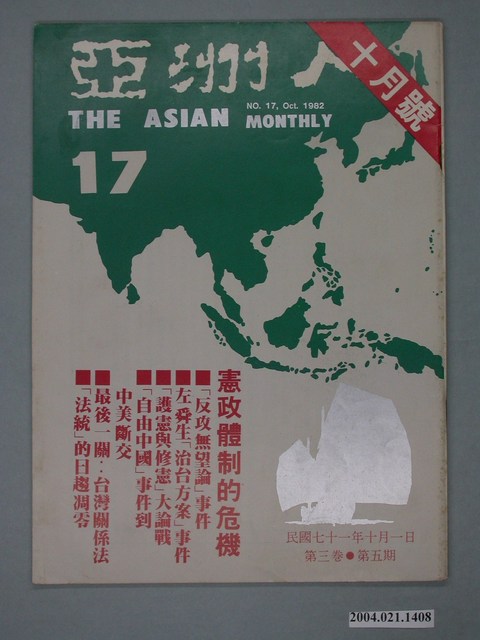 亞洲人
十月號
NO. 17, Oct. 1982
THE ASIAN MONTHLY
17
憲政體制的危機
■「反攻無望論」事件
■左舜生「治台方案」事件
■「護憲與修憲」大論戰
■「自由中國」事件到
中美斷交
■最後一關：台灣關係法
■「法統」的日趨凋零
民國七十一年十月一日
第三卷●第五期
2004.021.1408